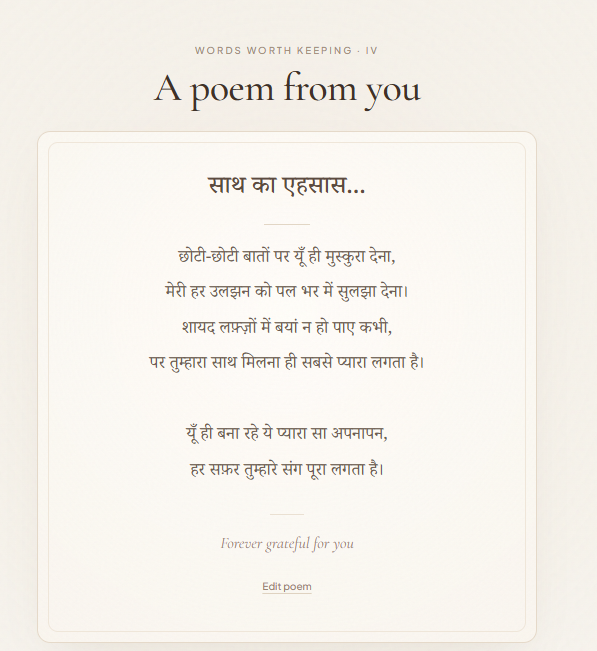 WORDS WORTH KEEPING · IV
A poem from you
साथ का एहसास...
छोटी-छोटी बातों पर यूँ ही मुस्कुरा देना,
मेरी हर उलझन को पल भर में सुलझा देना।
शायद लफ़्ज़ों में बयां न हो पाए कभी,
पर तुम्हारा साथ मिलना ही सबसे प्यारा लगता है।
यूँ ही बना रहे ये प्यारा सा अपनापन,
हर सफ़र तुम्हारे संग पूरा लगता है।
Forever grateful for you
Edit poem